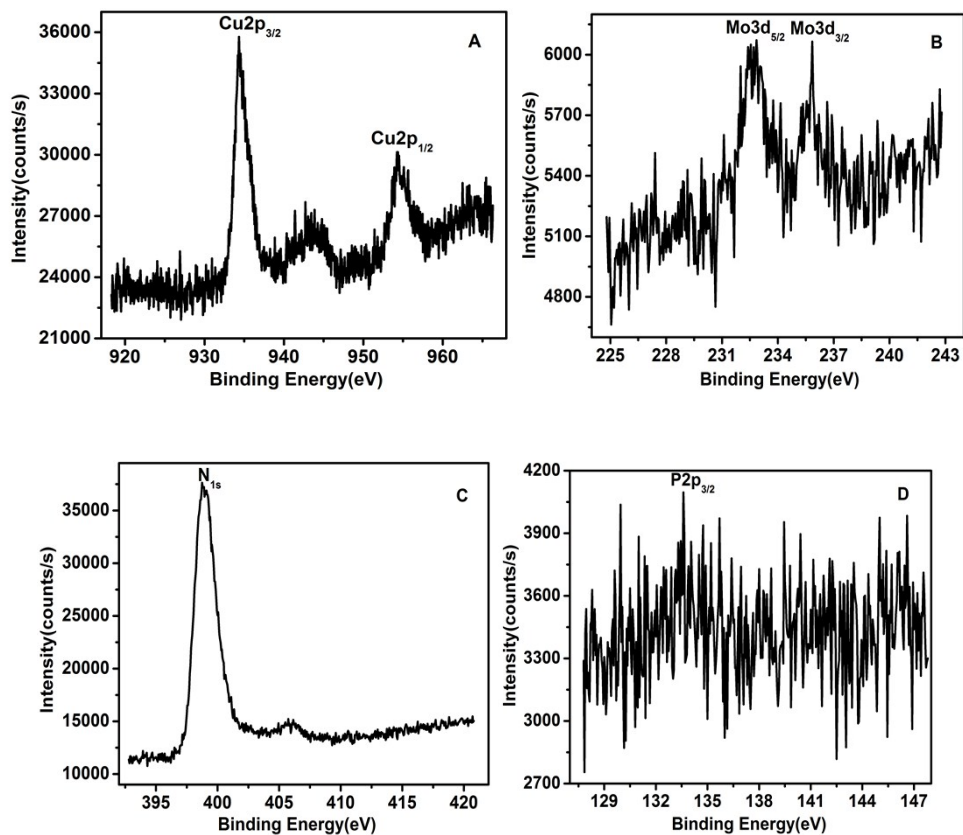 Cu2p3/2
A
Cu2p1/2
Intensity(counts/s)
36000
33000
30000
27000
24000
21000
920 930 940 950 960
Binding Energy(eV)
Mo3d5/2 Mo3d3/2
B
Intensity(counts/s)
6000
5700
5400
5100
4800
225 228 231 233 236 240 243
Binding Energy(eV)
N1s
C
Intensity(counts/s)
35000
30000
25000
20000
15000
10000
395 400 405 410 415 420
Binding Energy(eV)
P2p3/2
D
Intensity(counts/s)
4200
3900
3600
3300
3000
2700
129 132 135 138 141 144 147
Binding Energy(eV)